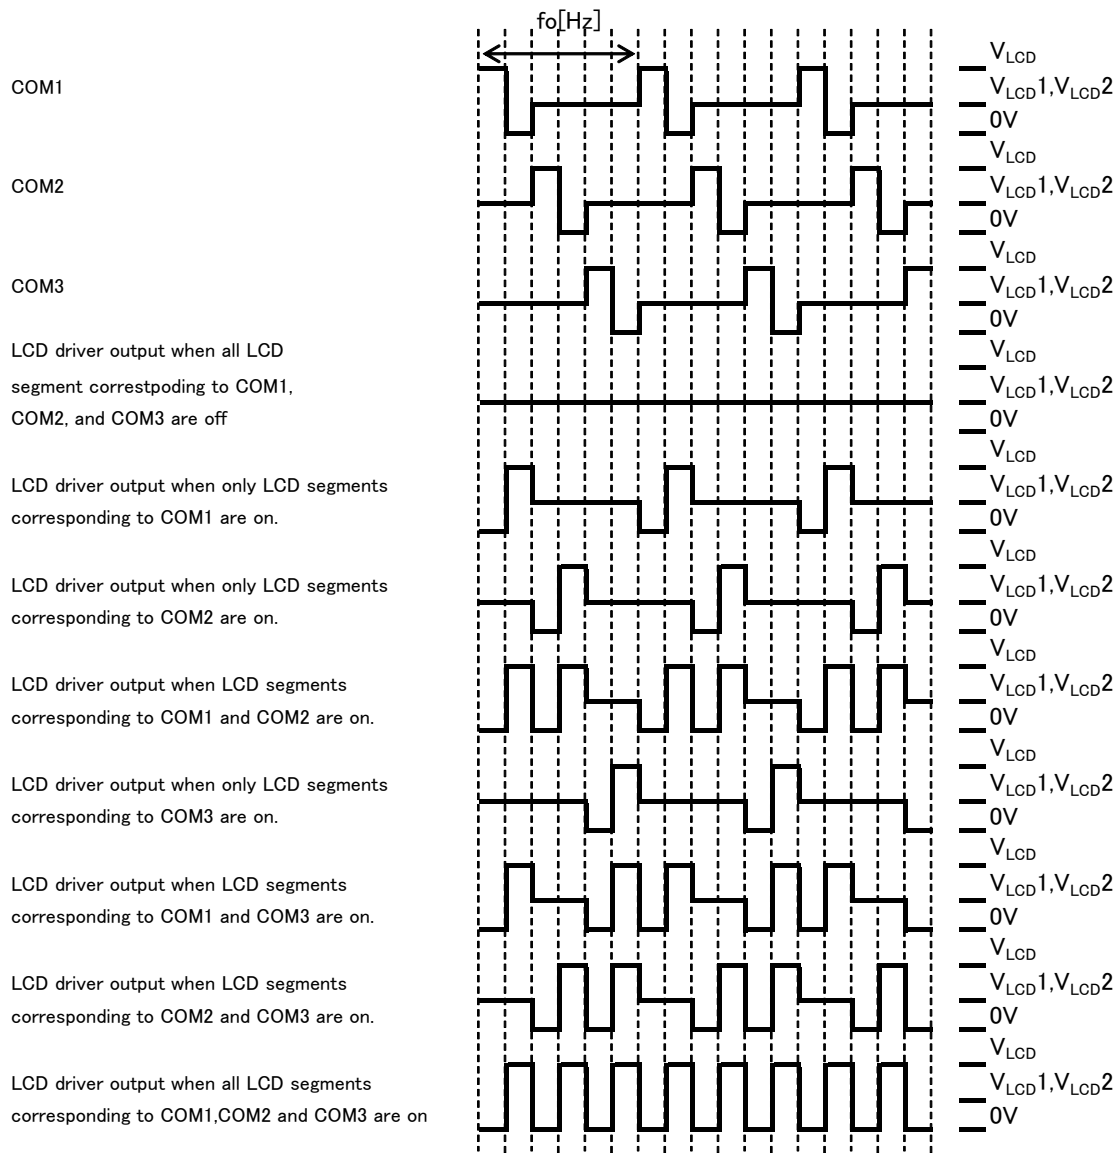 fo[Hz]
COM1
VLCD
VLCD1,VLCD2
0V
COM2
VLCD
VLCD1,VLCD2
0V
COM3
VLCD
VLCD1,VLCD2
0V
LCD driver output when all LCD
segment correstpoding to COM1,
COM2, and COM3 are off
VLCD
VLCD1,VLCD2
0V
LCD driver output when only LCD segments
corresponding to COM1 are on.
VLCD
VLCD1,VLCD2
0V
LCD driver output when only LCD segments
corresponding to COM2 are on.
VLCD
VLCD1,VLCD2
0V
LCD driver output when LCD segments
corresponding to COM1 and COM2 are on.
VLCD
VLCD1,VLCD2
0V
LCD driver output when only LCD segments
corresponding to COM3 are on.
VLCD
VLCD1,VLCD2
0V
LCD driver output when LCD segments
corresponding to COM1 and COM3 are on.
VLCD
VLCD1,VLCD2
0V
LCD driver output when LCD segments
corresponding to COM2 and COM3 are on.
VLCD
VLCD1,VLCD2
0V
LCD driver output when all LCD segments
corresponding to COM1,COM2 and COM3 are on
VLCD
VLCD1,VLCD2
0V